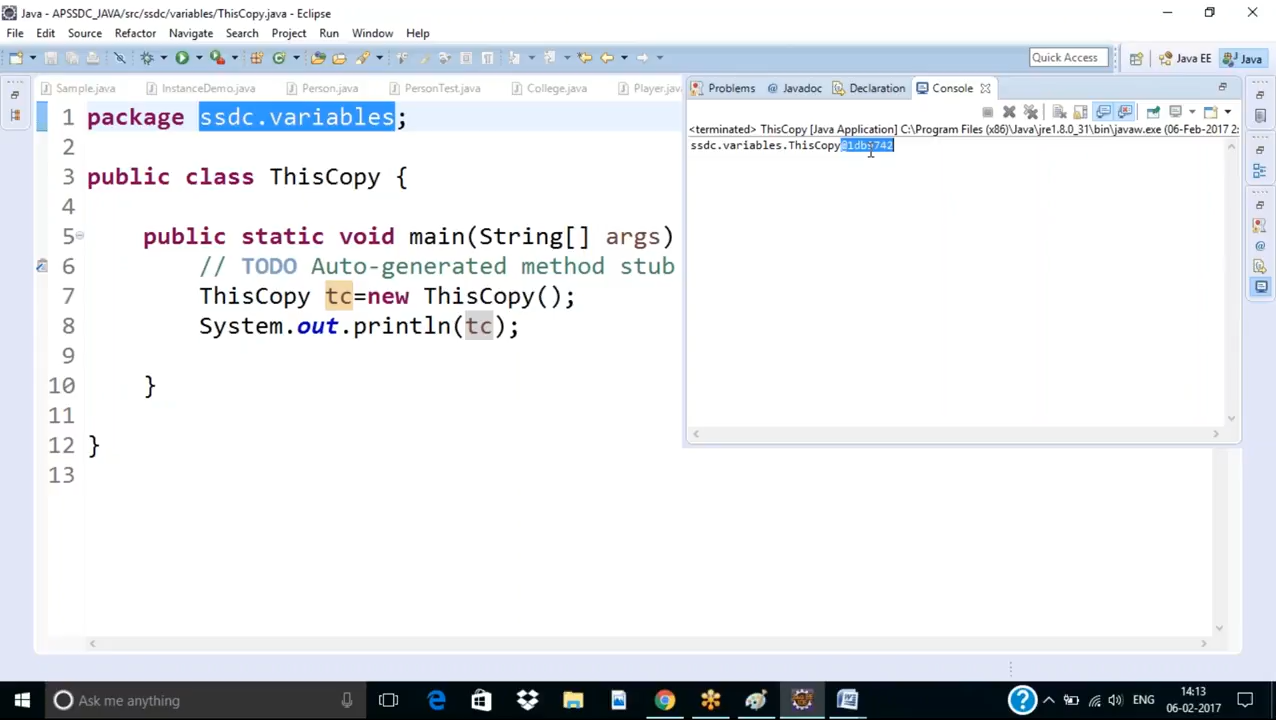 Java - APSSDC_JAVA/src/ssdc/variables/ThisCopy.java - Eclipse
File Edit Source Refactor Navigate Search Project Run Window Help
Quick Access Java EE Java
Sample.java InstanceDemo.java Person.java PersonTest.java College.java Player.java
Problems @ Javadoc Declaration Console
<terminated> ThisCopy [Java Application] C:\Program Files (x86)\Java\jre1.8.0_31\bin\javaw.exe (06-Feb-2017 2:
ssdc.variables.ThisCopy@1db9742
1 package ssdc.variables;
2
3 public class ThisCopy {
4
5 public static void main(String[] args)
6 // TODO Auto-generated method stub
7 ThisCopy tc=new ThisCopy();
8 System.out.println(tc);
9
10 }
11
12 }
13
Ask me anything
ENG
14:13
06-02-2017